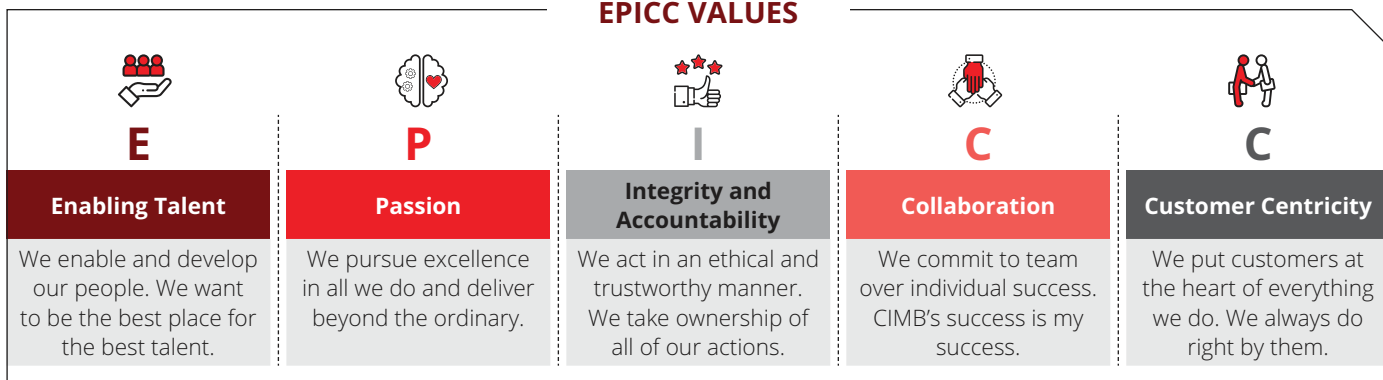 EPICC VALUES
E
Enabling Talent
We enable and develop
our people. We want
to be the best place for
the best talent.
P
Passion
We pursue excellence
in all we do and deliver
beyond the ordinary.
I
Integrity and
Accountability
We act in an ethical and
trustworthy manner.
We take ownership of
all of our actions.
C
Collaboration
We commit to team
over individual success.
CIMB’s success is my
success.
C
Customer Centricity
We put customers at
the heart of everything
we do. We always do
right by them.